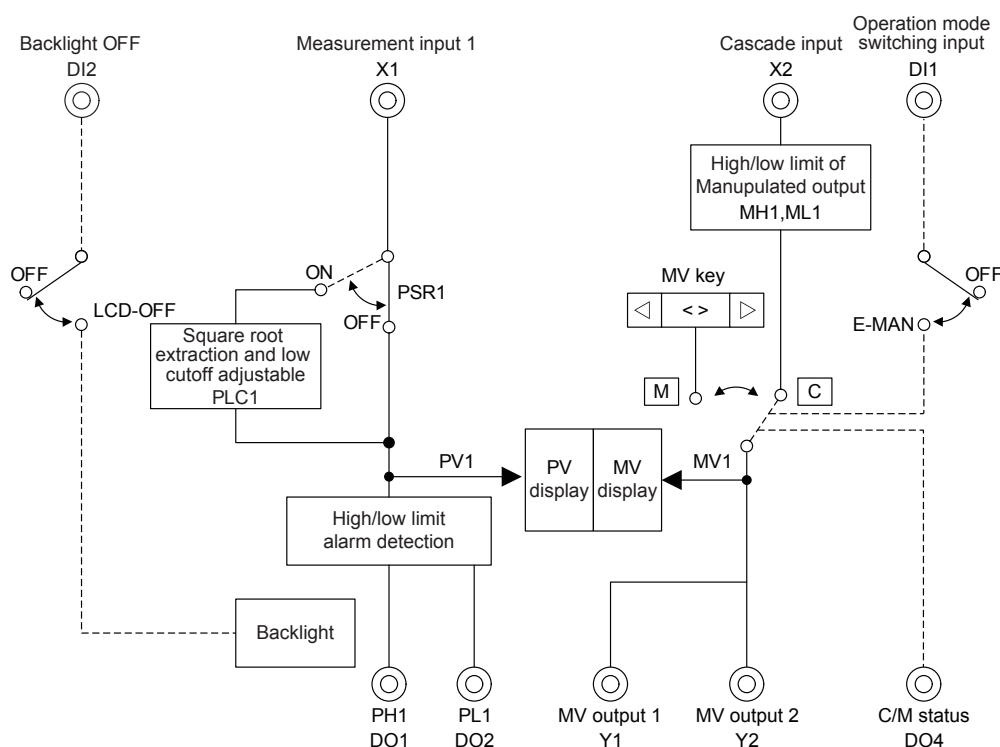 Backlight OFF
DI2
Measurement input 1
X1
Cascade input
X2
Operation mode
switching input
DI1
High/low limit of
Manupulated output
MH1,ML1
OFF
LCD-OFF
ON
PSR1
OFF
MV key
< >
OFF
E-MAN
Square root
extraction and low
cutoff adjustable
PLC1
M
C
PV1
PV
display
MV
display
MV1
High/low limit
alarm detection
Backlight
PH1
DO1
PL1
DO2
MV output 1
Y1
MV output 2
Y2
C/M status
DO4